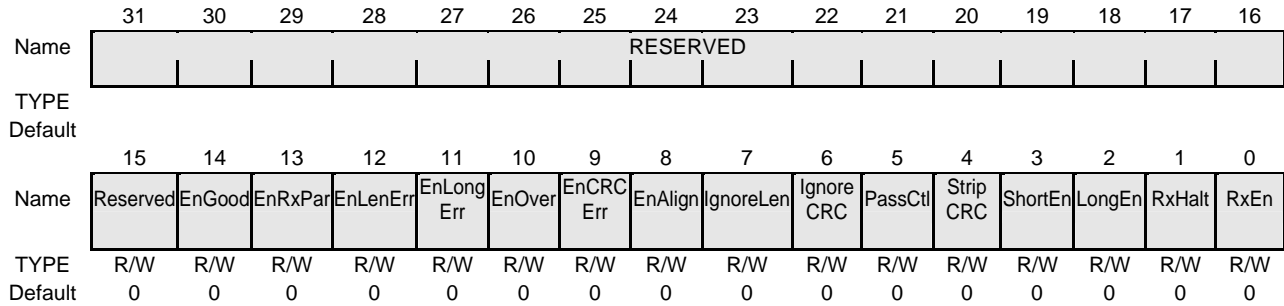 31 30 29 28 27 26 25 24 23 22 21 20 19 18 17 16
Name RESERVED
TYPE
Default
15 14 13 12 11 10 9 8 7 6 5 4 3 2 1 0
Name Reserved EnGood EnRxPar EnLenErr EnLong Err EnOver EnCRC Err EnAlign IgnoreLen Ignore CRC PassCtl Strip CRC ShortEn LongEn RxHalt RxEn
TYPE R/W R/W R/W R/W R/W R/W R/W R/W R/W R/W R/W R/W R/W R/W R/W R/W
Default 0 0 0 0 0 0 0 0 0 0 0 0 0 0 0 0